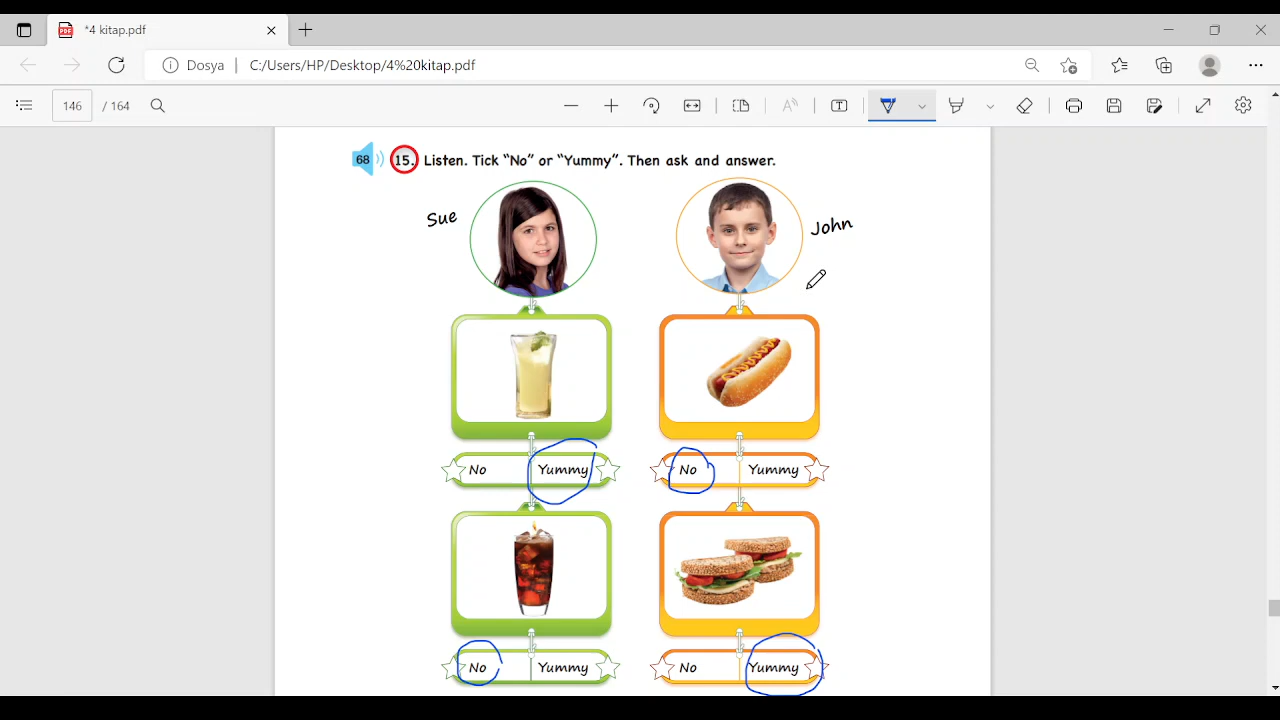 *4 kitap.pdf
Dosya | C:/Users/HP/Desktop/4%20kitap.pdf
146 / 164
68 15. Listen. Tick “No” or “Yummy”. Then ask and answer.
Sue
John
No Yummy
No Yummy
No Yummy
No Yummy